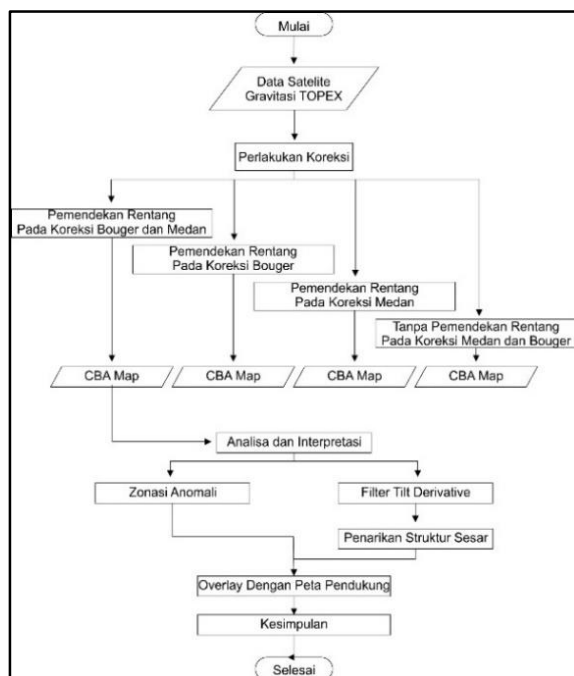 Mulai
Data Satelite
Gravitasi TOPEX
Perlakukan Koreksi
Pemendekan Rentang
Pada Koreksi Bouger dan Medan
Pemendekan Rentang
Pada Koreksi Bouger
Pemendekan Rentang
Pada Koreksi Medan
Tanpa Pemendekan Rentang
Pada Koreksi Medan dan Bouger
CBA Map
CBA Map
CBA Map
CBA Map
Analisa dan Interpretasi
Zonasi Anomali
Filter Tilt Derivative
Penarikan Struktur Sesar
Overlay Dengan Peta Pendukung
Kesimpulan
Selesai